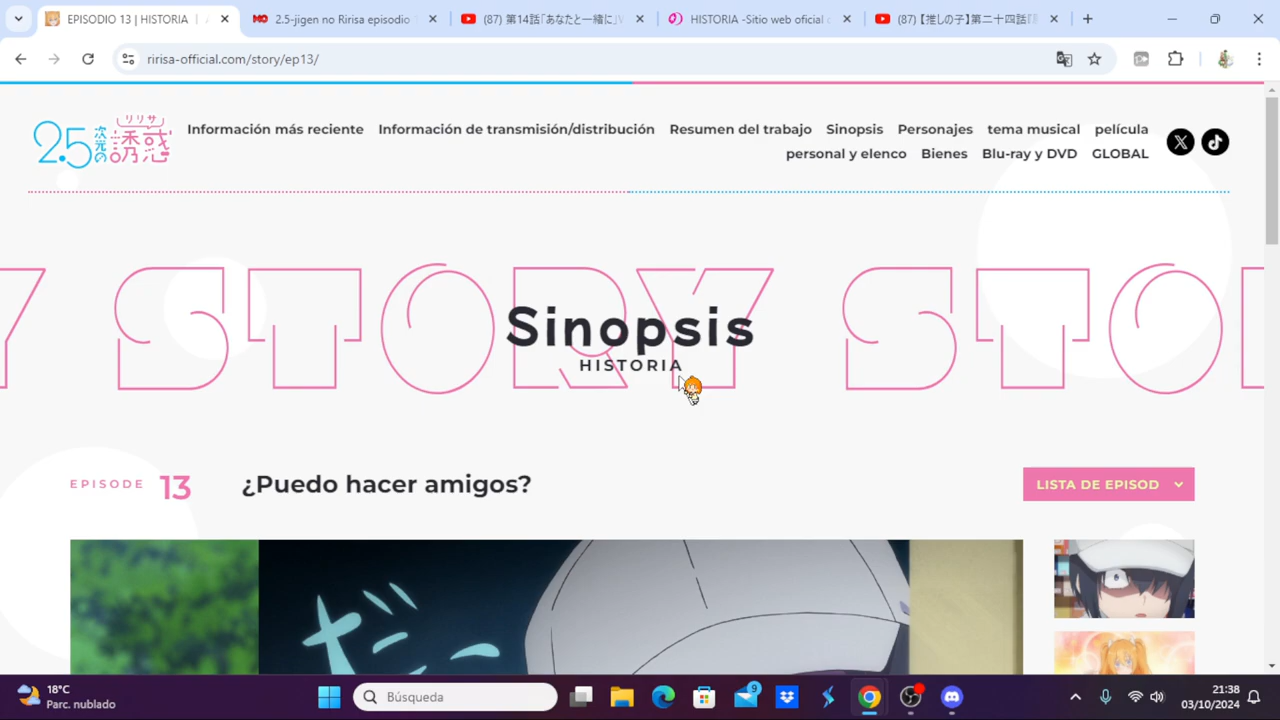 EPISODIO 13 | HISTORIA | A
2.5-jigen no Ririsa episodio
(87) 第14話「あなたと一緒に」V
HISTORIA -Sitio web oficial c
(87)【推しの子】第二十四話『
ririsa-official.com/story/ep13/
2.5次元の誘惑
リリサ
Información más reciente
Información de transmisión/distribución
Resumen del trabajo
Sinopsis
Personajes
tema musical
película
personal y elenco
Bienes
Blu-ray y DVD
GLOBAL
Y STORY STO
Sinopsis
HISTORIA
EPISODE 13
¿Puedo hacer amigos?
LISTA DE EPISOD
だーっ
18°C
Parc. nublado
Búsqueda
9
21:38
03/10/2024